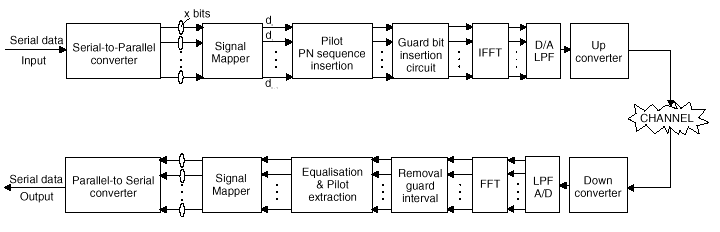 x bits
Serial data
Input
Serial-to-Parallel
converter
Signal
Mapper
d
d
d
Pilot
PN sequence
insertion
Guard bit
insertion
circuit
IFFT
D/A
LPF
Up
converter
CHANNEL
Serial data
Output
Parallel-to Serial
converter
Signal
Mapper
Equalisation
& Pilot
extraction
Removal
guard
interval
FFT
LPF
A/D
Down
converter